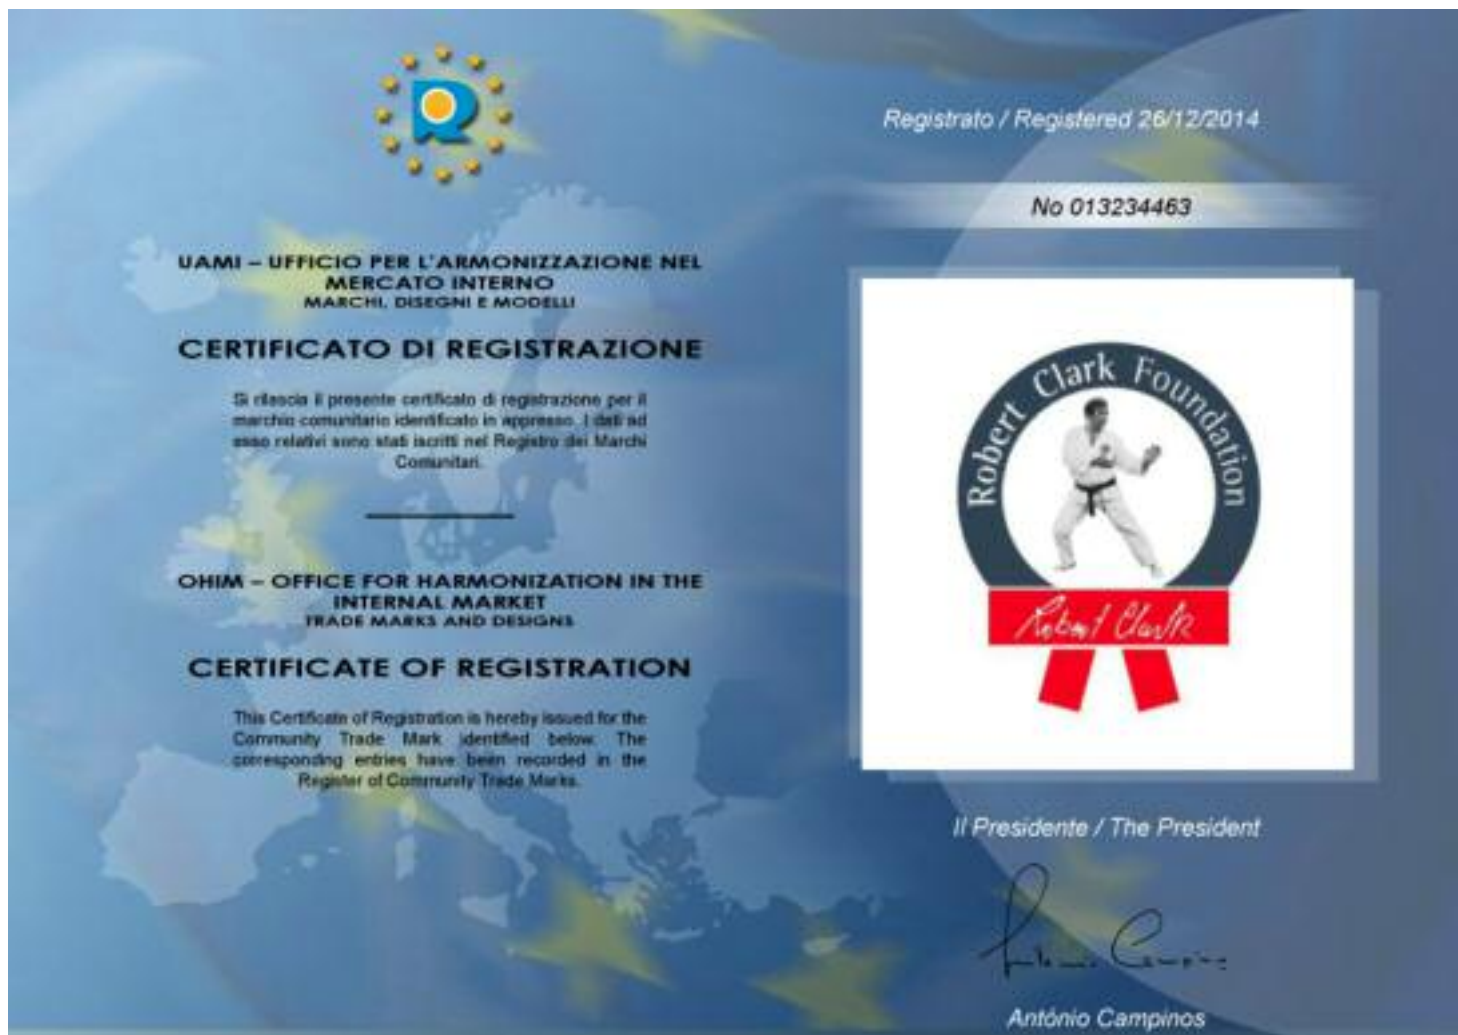 UAMI – UFFICIO PER L'ARMONIZZAZIONE NEL
MERCATO INTERNO
MARCHI, DISEGNI E MODELLI
CERTIFICATO DI REGISTRAZIONE
Si rilascia il presente certificato di registrazione per il
marchio comunitario identificato in appresso. I dati ad
esso relativi sono stati iscritti nel Registro dei Marchi
Comunitari.
OHIM – OFFICE FOR HARMONIZATION IN THE
INTERNAL MARKET
TRADE MARKS AND DESIGNS
CERTIFICATE OF REGISTRATION
This Certificate of Registration is hereby issued for the
Community Trade Mark identified below. The
corresponding entries have been recorded in the
Register of Community Trade Marks.
Registrato / Registered 26/12/2014
No 013234463
Robert Clark Foundation
Robert Clark
Il Presidente / The President
António Campinos
António Campinos